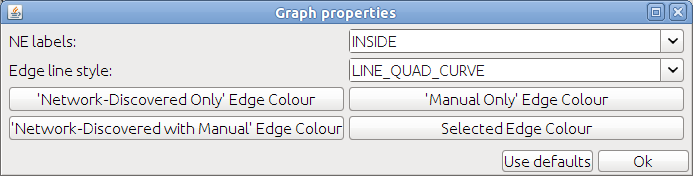 Graph properties
NE labels: INSIDE
Edge line style: LINE_QUAD_CURVE
'Network-Discovered Only' Edge Colour 'Manual Only' Edge Colour
'Network-Discovered with Manual' Edge Colour Selected Edge Colour
Use defaults Ok